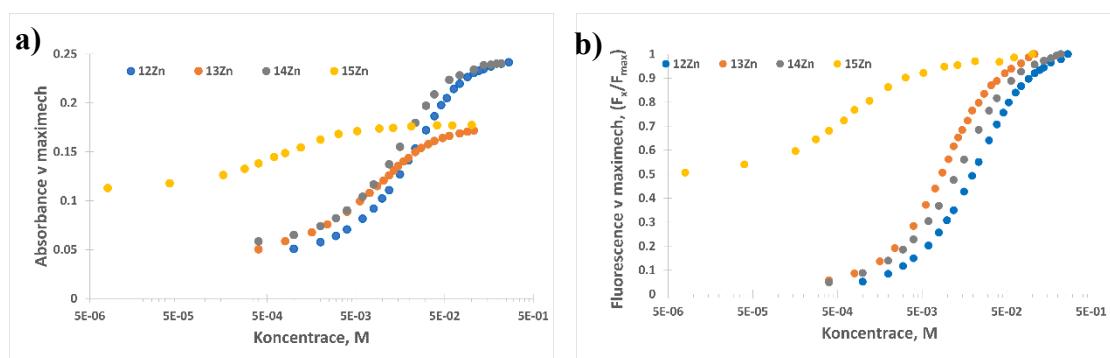 a)
0.25
0.2
0.15
0.1
0.05
0
12Zn 13Zn 14Zn 15Zn
Absorbance v maximech
5E-06 5E-05 5E-04 5E-03 5E-02 5E-01
Koncentrace, M
b)
1
0.9
0.8
0.7
0.6
0.5
0.4
0.3
0.2
0.1
0
12Zn 13Zn 14Zn 15Zn
Fluorescence v maximech, (Fx/Fmax)
5E-06 5E-05 5E-04 5E-03 5E-02 5E-01
Koncentrace, M